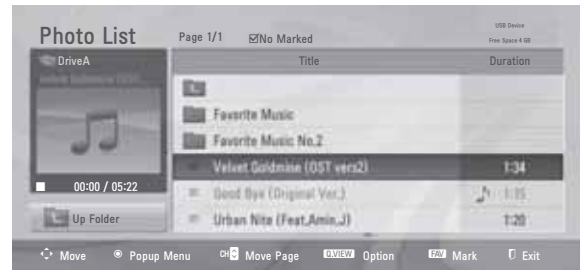 Photo List
Page 1/1 ☑No Marked
USB Device
Free Space 4 GB
DriveA
Title Duration
Favorite Music
Favorite Music No.2
Velvet Goldmine (OST vers2) 1:34
00:00 / 05:22
Good Bye (Original Ver.) 1:15
Up Folder
Urban Nite (Feat,Amin,J) 1:20
Move Popup Menu CH Move Page Q.VIEW Option FAV Mark Exit